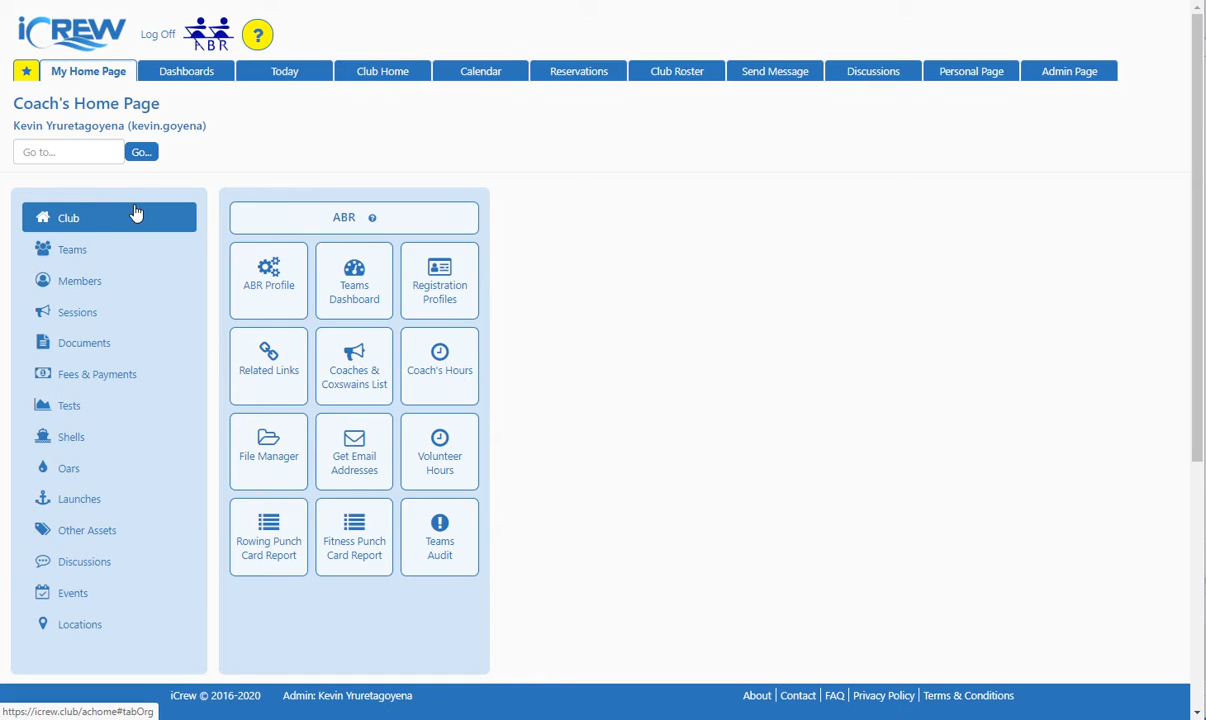 iCREW
Log Off
ABR
?
My Home Page
Dashboards
Today
Club Home
Calendar
Reservations
Club Roster
Send Message
Discussions
Personal Page
Admin Page
Coach's Home Page
Kevin Yruretagoyena (kevin.goyena)
Go to...
Go...
Club
Teams
Members
Sessions
Documents
Fees & Payments
Tests
Shells
Oars
Launches
Other Assets
Discussions
Events
Locations
ABR ?
ABR Profile
Teams
Dashboard
Registration
Profiles
Related Links
Coaches &
Coxswains List
Coach's Hours
File Manager
Get Email
Addresses
Volunteer
Hours
Rowing Punch
Card Report
Fitness Punch
Card Report
Teams
Audit
iCrew © 2016-2020
Admin: Kevin Yruretagoyena
About
Contact
FAQ
Privacy Policy
Terms & Conditions
https://icrew.club/achome#tabOrg